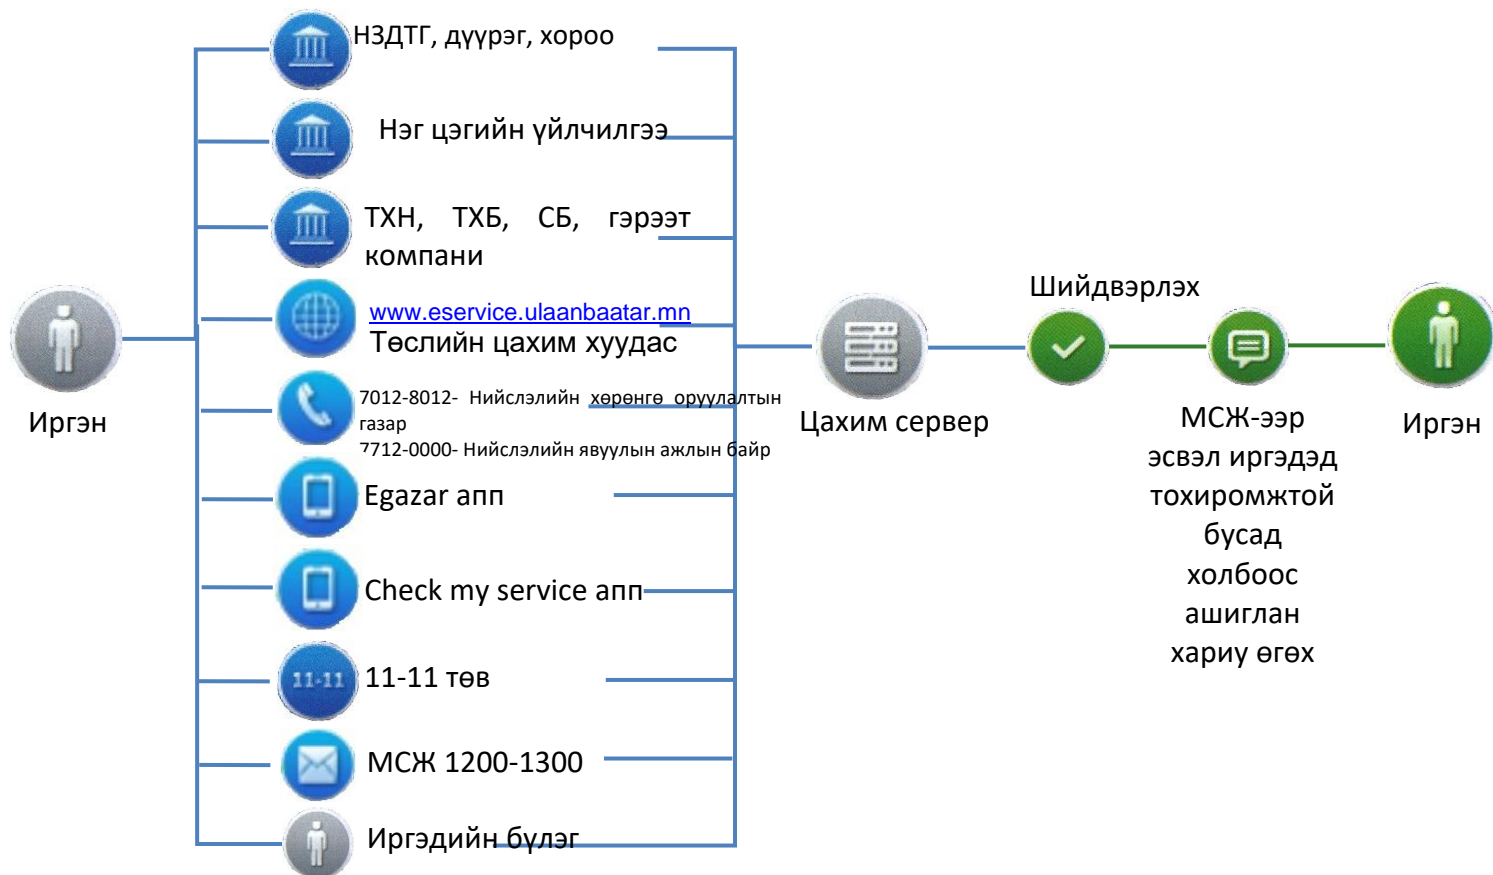 НЗДТГ, дүүрэг, хороо
Нэг цэгийн үйлчилгээ
ТХН, ТХБ, СБ, гэрээт
компани
www.eservice.ulaanbaatar.mn
Төслийн цахим хуудас
7012-8012- Нийслэлийн хөрөнгө оруулалтын
газар
7712-0000- Нийслэлийн явуулын ажлын байр
Egazar апп
Check my service апп
11-11
11-11 төв
МСЖ 1200-1300
Иргэдийн бүлэг
Иргэн
Цахим сервер
Шийдвэрлэх
МСЖ-ээр
эсвэл иргэдэд
тохиромжтой
бусад
холбоос
ашиглан
хариу өгөх
Иргэн